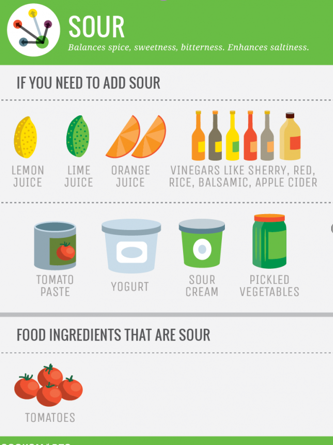 SOUR
Balances spice, sweetness, bitterness. Enhances saltiness.
IF YOU NEED TO ADD SOUR
LEMON
JUICE
LIME
JUICE
ORANGE
JUICE
VINEGARS LIKE SHERRY, RED,
RICE, BALSAMIC, APPLE CIDER
TOMATO
PASTE
YOGURT
SOUR
CREAM
PICKLED
VEGETABLES
FOOD INGREDIENTS THAT ARE SOUR
TOMATOES